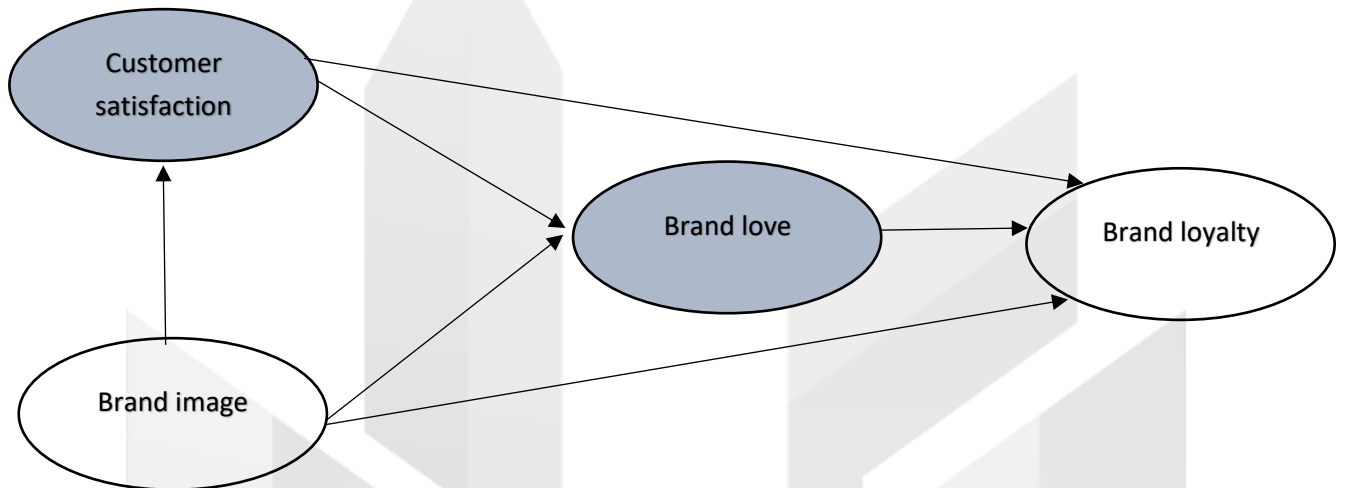 Customer
satisfaction
Brand love
Brand loyalty
Brand image